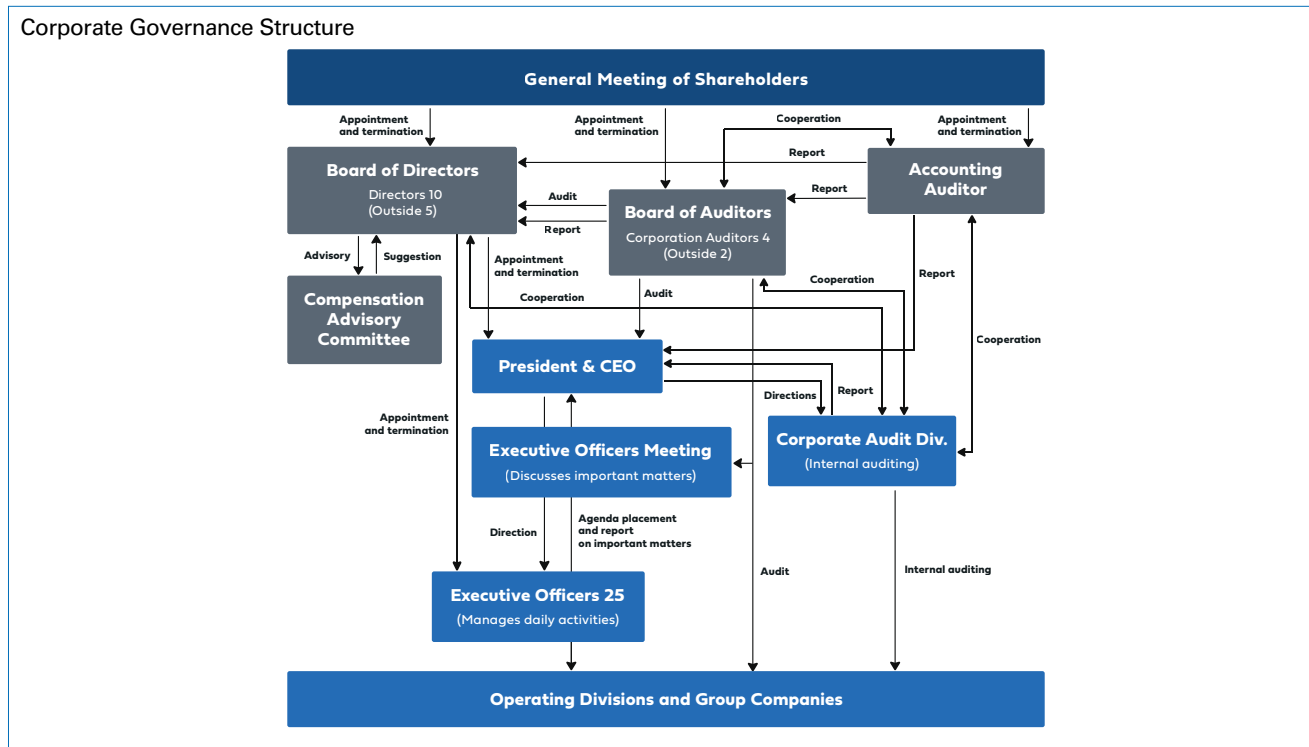 Corporate Governance Structure
General Meeting of Shareholders
Appointment
and termination
Appointment
and termination
Cooperation
Appointment
and termination
Board of Directors
Directors 10
(Outside 5)
Report
Accounting
Auditor
Audit
Report
Board of Auditors
Corporation Auditors 4
(Outside 2)
Report
Advisory
Suggestion
Appointment
and termination
Compensation
Advisory
Committee
Cooperation
Audit
Cooperation
Report
Cooperation
President & CEO
Directions
Report
Appointment
and termination
Executive Officers Meeting
(Discusses important matters)
Corporate Audit Div.
(Internal auditing)
Direction
Agenda placement
and report
on important matters
Audit
Internal auditing
Executive Officers 25
(Manages daily activities)
Operating Divisions and Group Companies